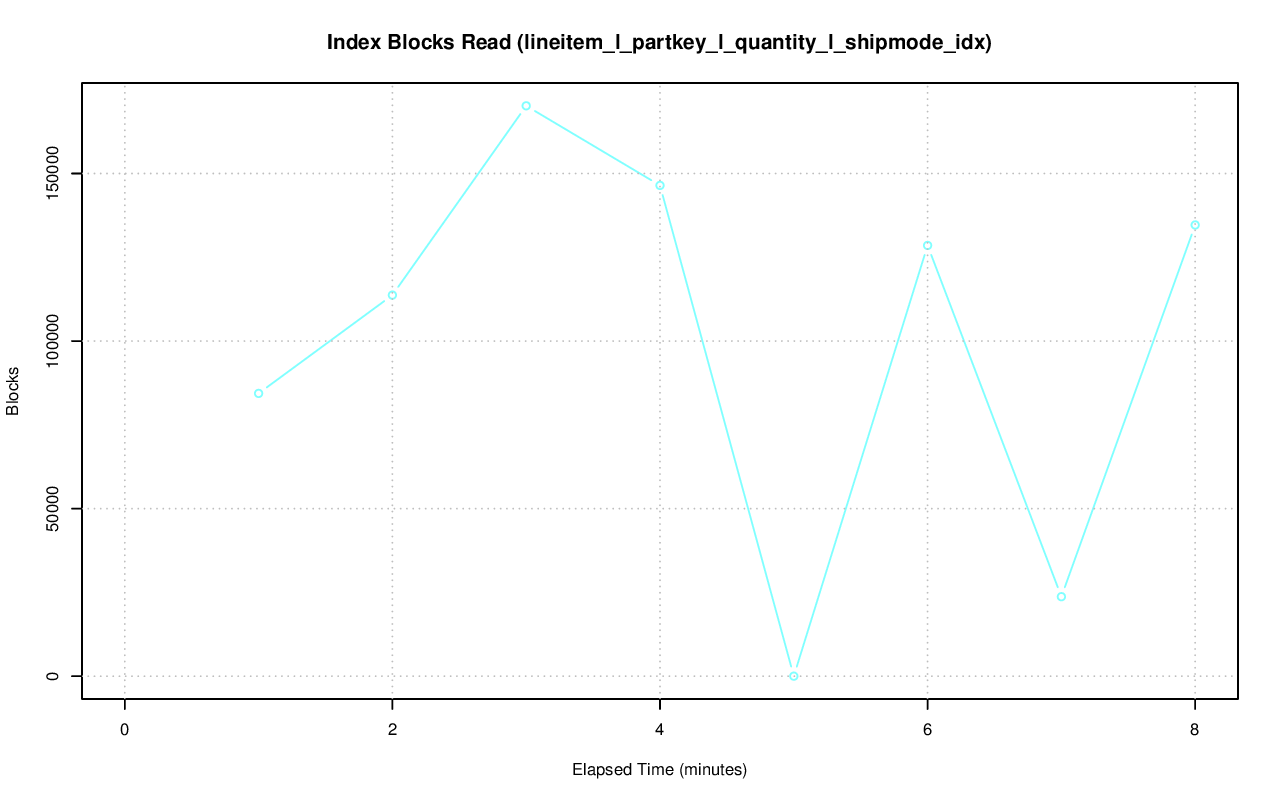 Index Blocks Read (lineitem_l_partkey_l_quantity_l_shipmode_idx)
150000
100000
50000
0
Blocks
0 2 4 6 8
Elapsed Time (minutes)